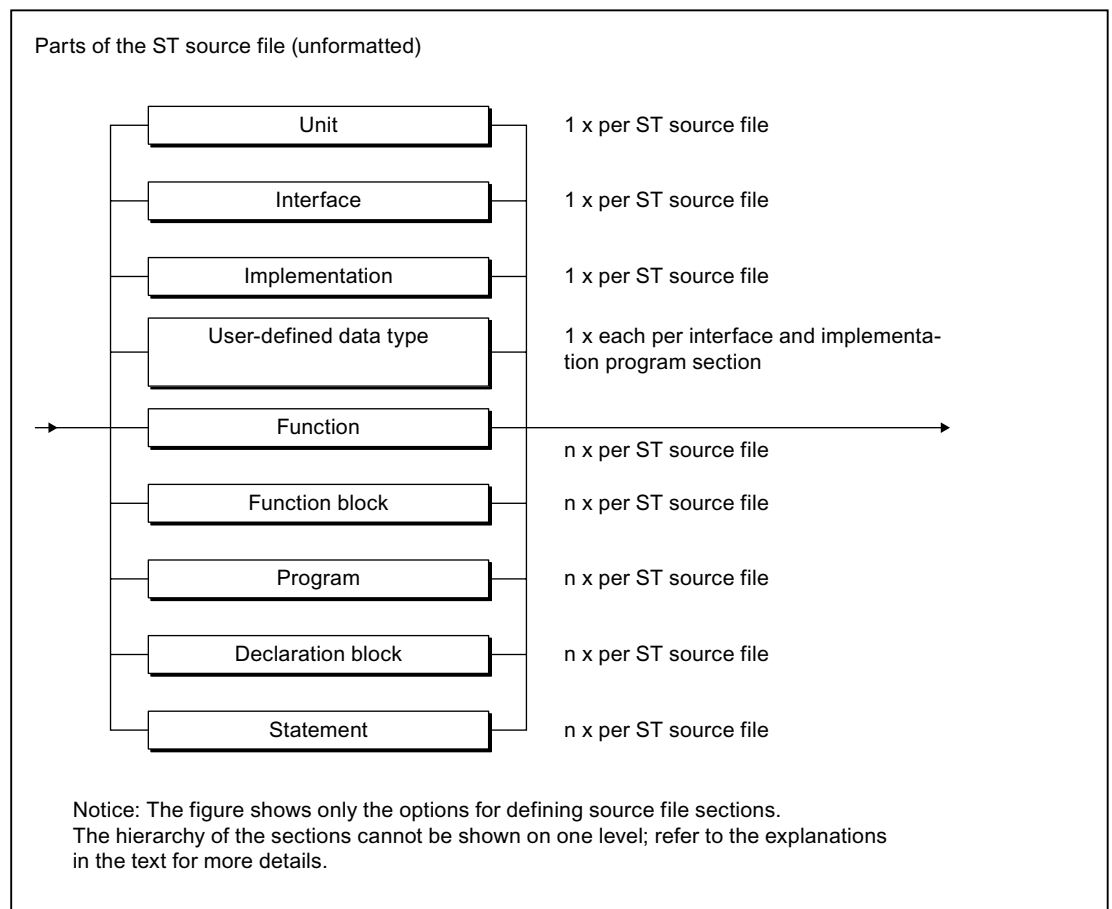 Parts of the ST source file (unformatted)
Unit
1 x per ST source file
Interface
1 x per ST source file
Implementation
1 x per ST source file
User-defined data type
1 x each per interface and implementa-
tion program section
Function
n x per ST source file
Function block
n x per ST source file
Program
n x per ST source file
Declaration block
n x per ST source file
Statement
n x per ST source file
Notice: The figure shows only the options for defining source file sections.
The hierarchy of the sections cannot be shown on one level; refer to the explanations
in the text for more details.